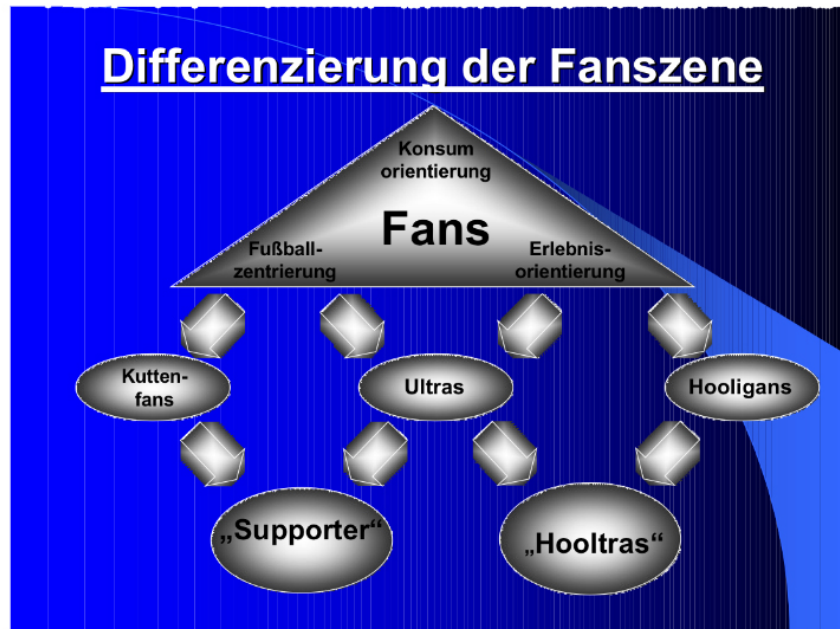 Differenzierung der Fanszene
Konsum
orientierung
Fans
Fußball-
zentrierung
Erlebnis-
orientierung
Kutten-
fans
Ultras
Hooligans
„Supporter“
„Hooltras“